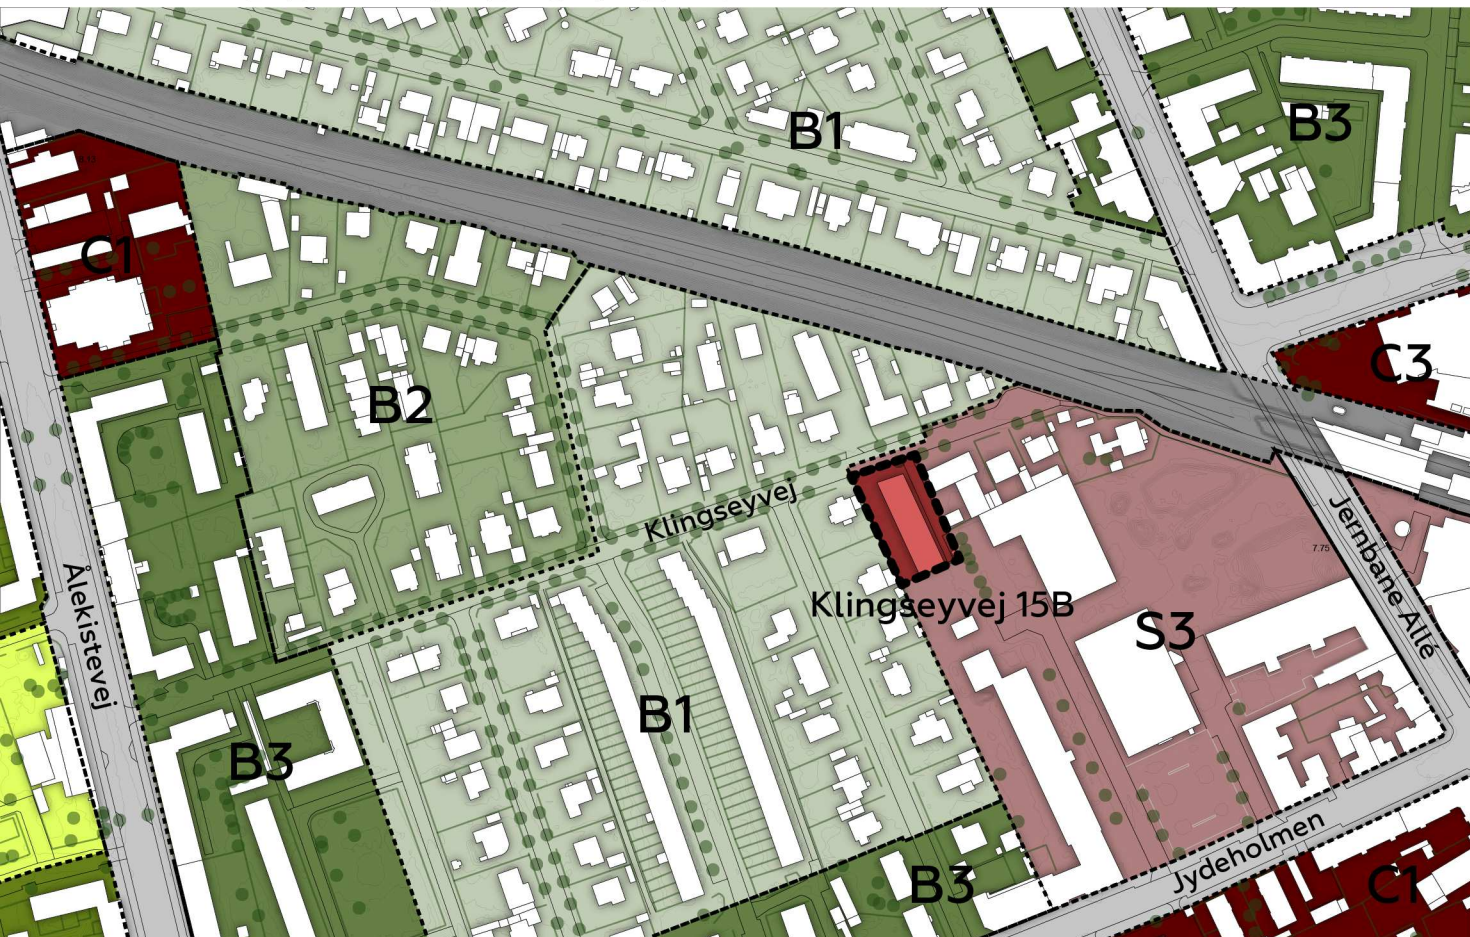 B1
B3
C1
C3
B2
Klingseyvej
Jernbane Allé
7.75
Ålekistevej
Klingseyvej 15B
S3
B1
B3
Jydeholmen
B3
C1